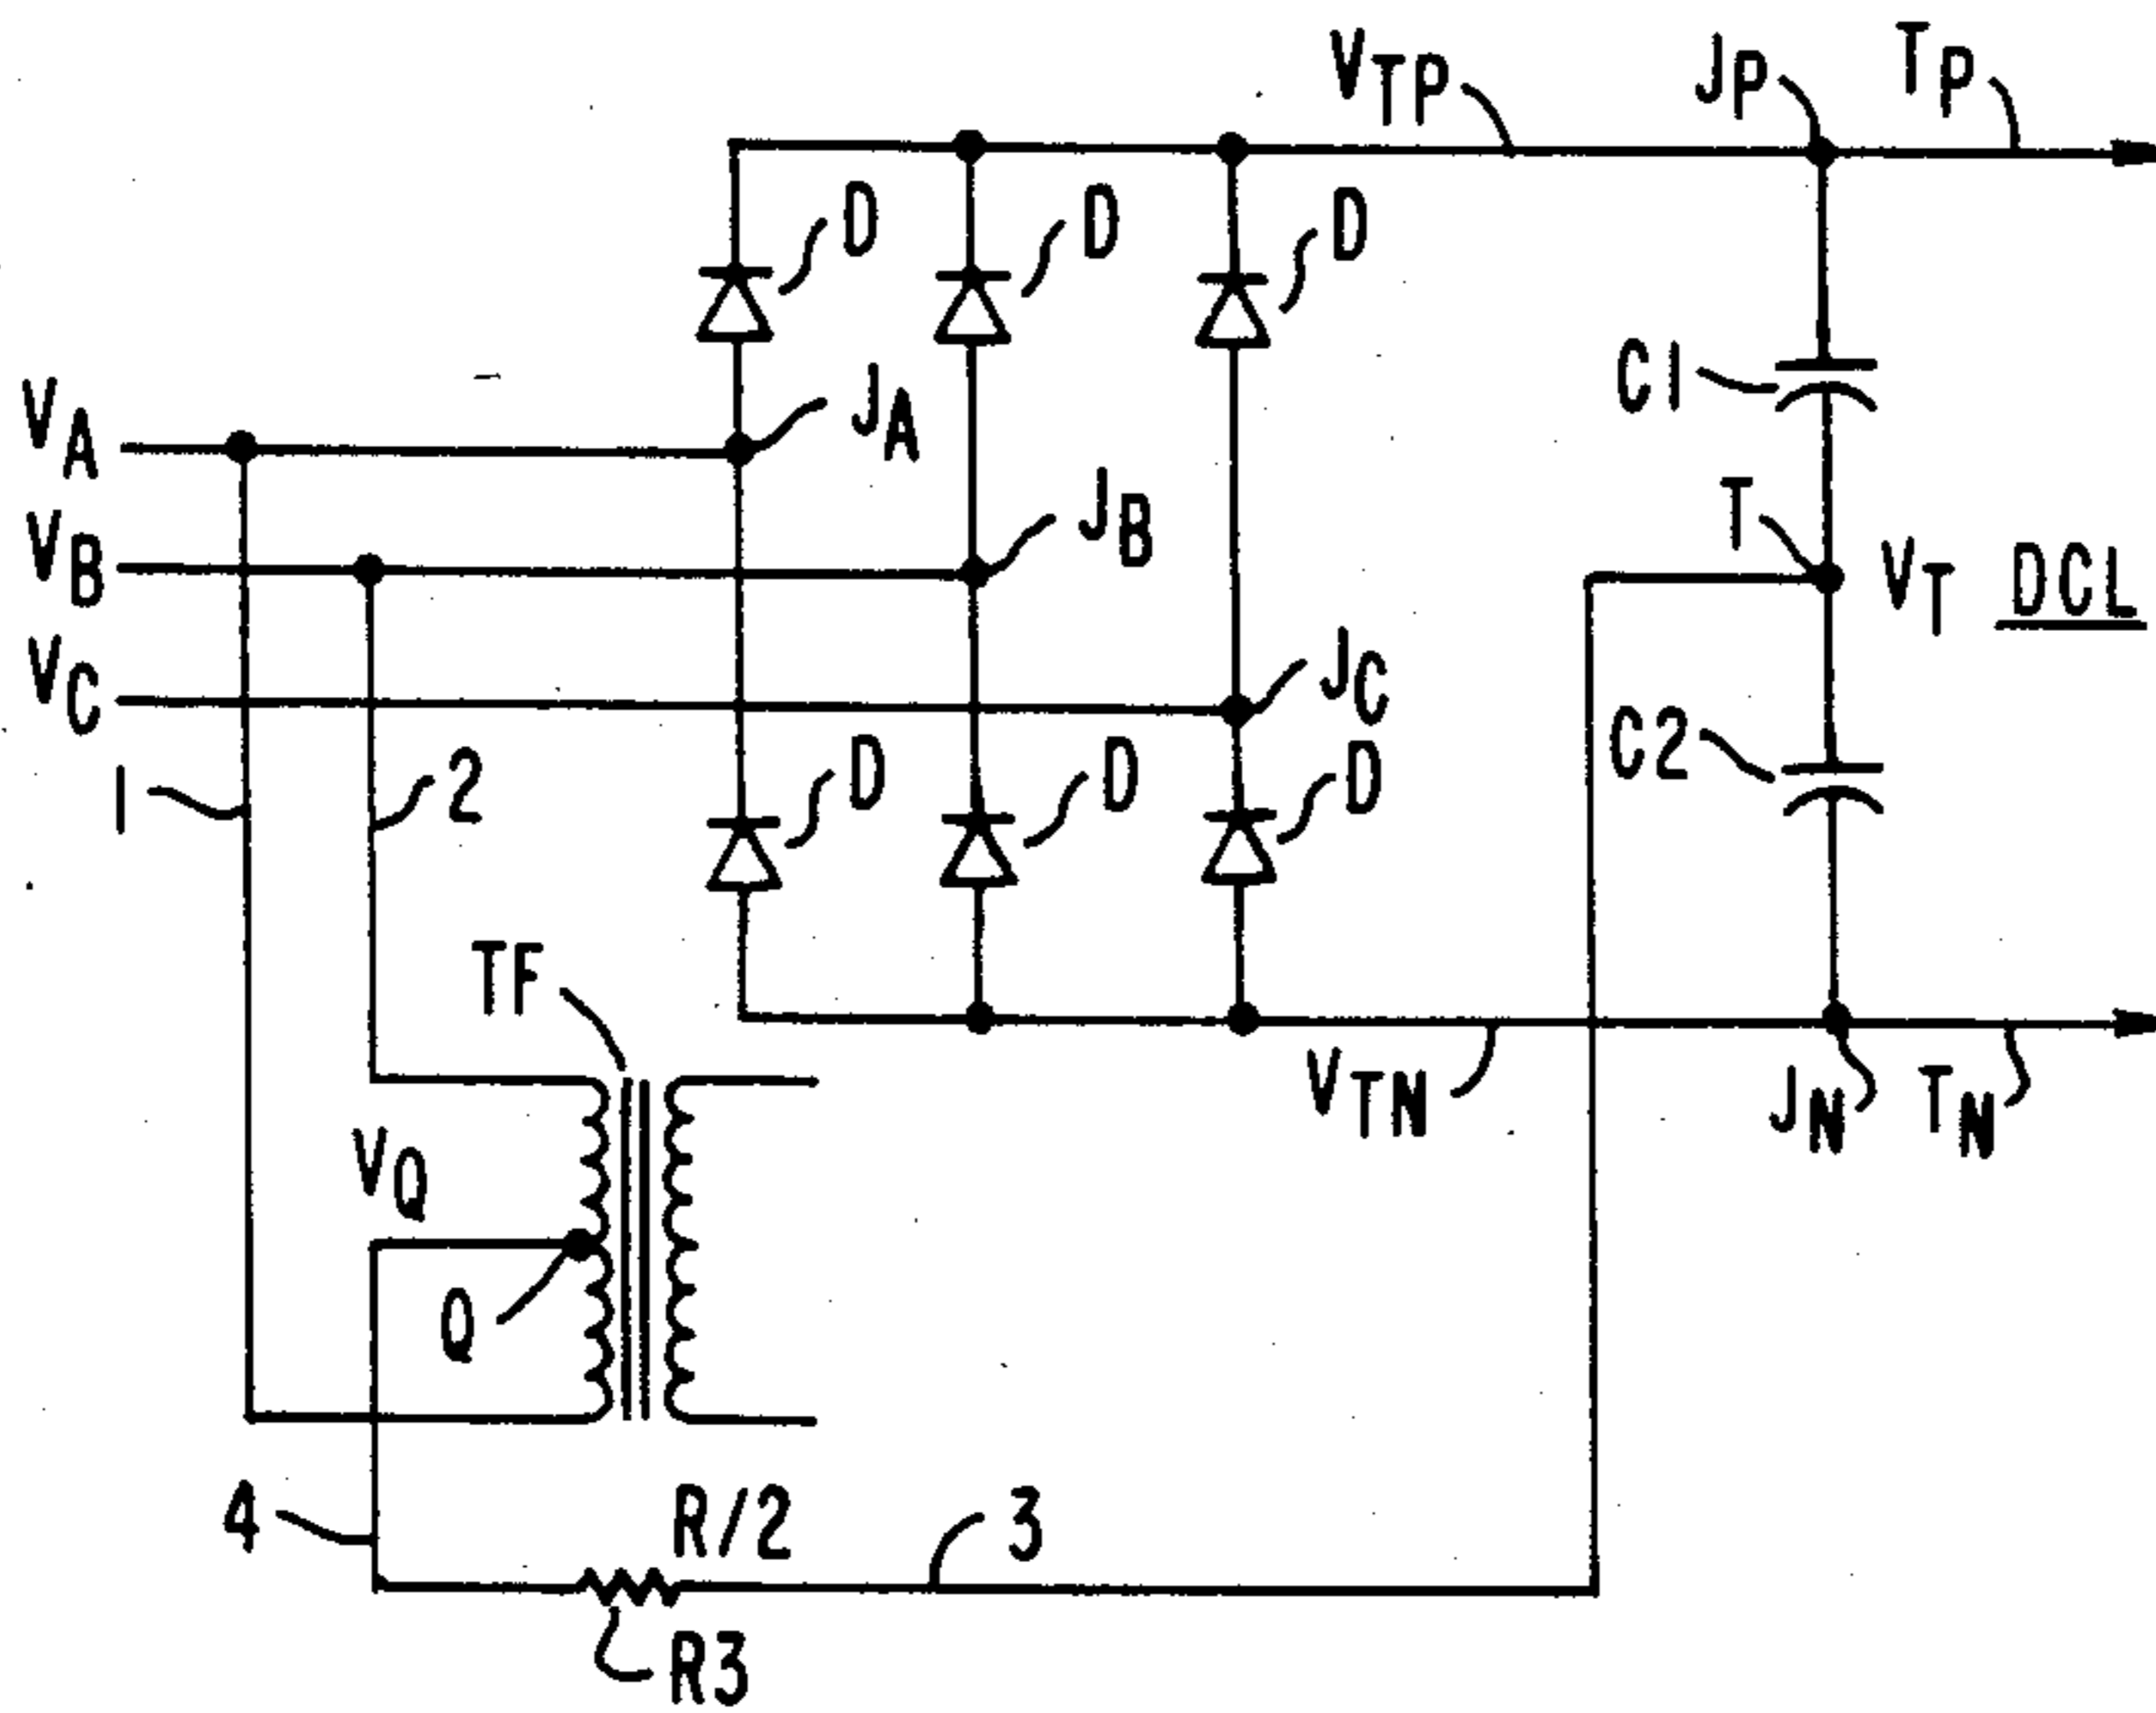 VTP JP TP
D D D
C1
VA JA
VB JB T VT DCL
VC JC
1 2 D D D C2
TF
VTN JN TN
VQ
Q
4 R/2 3
R3